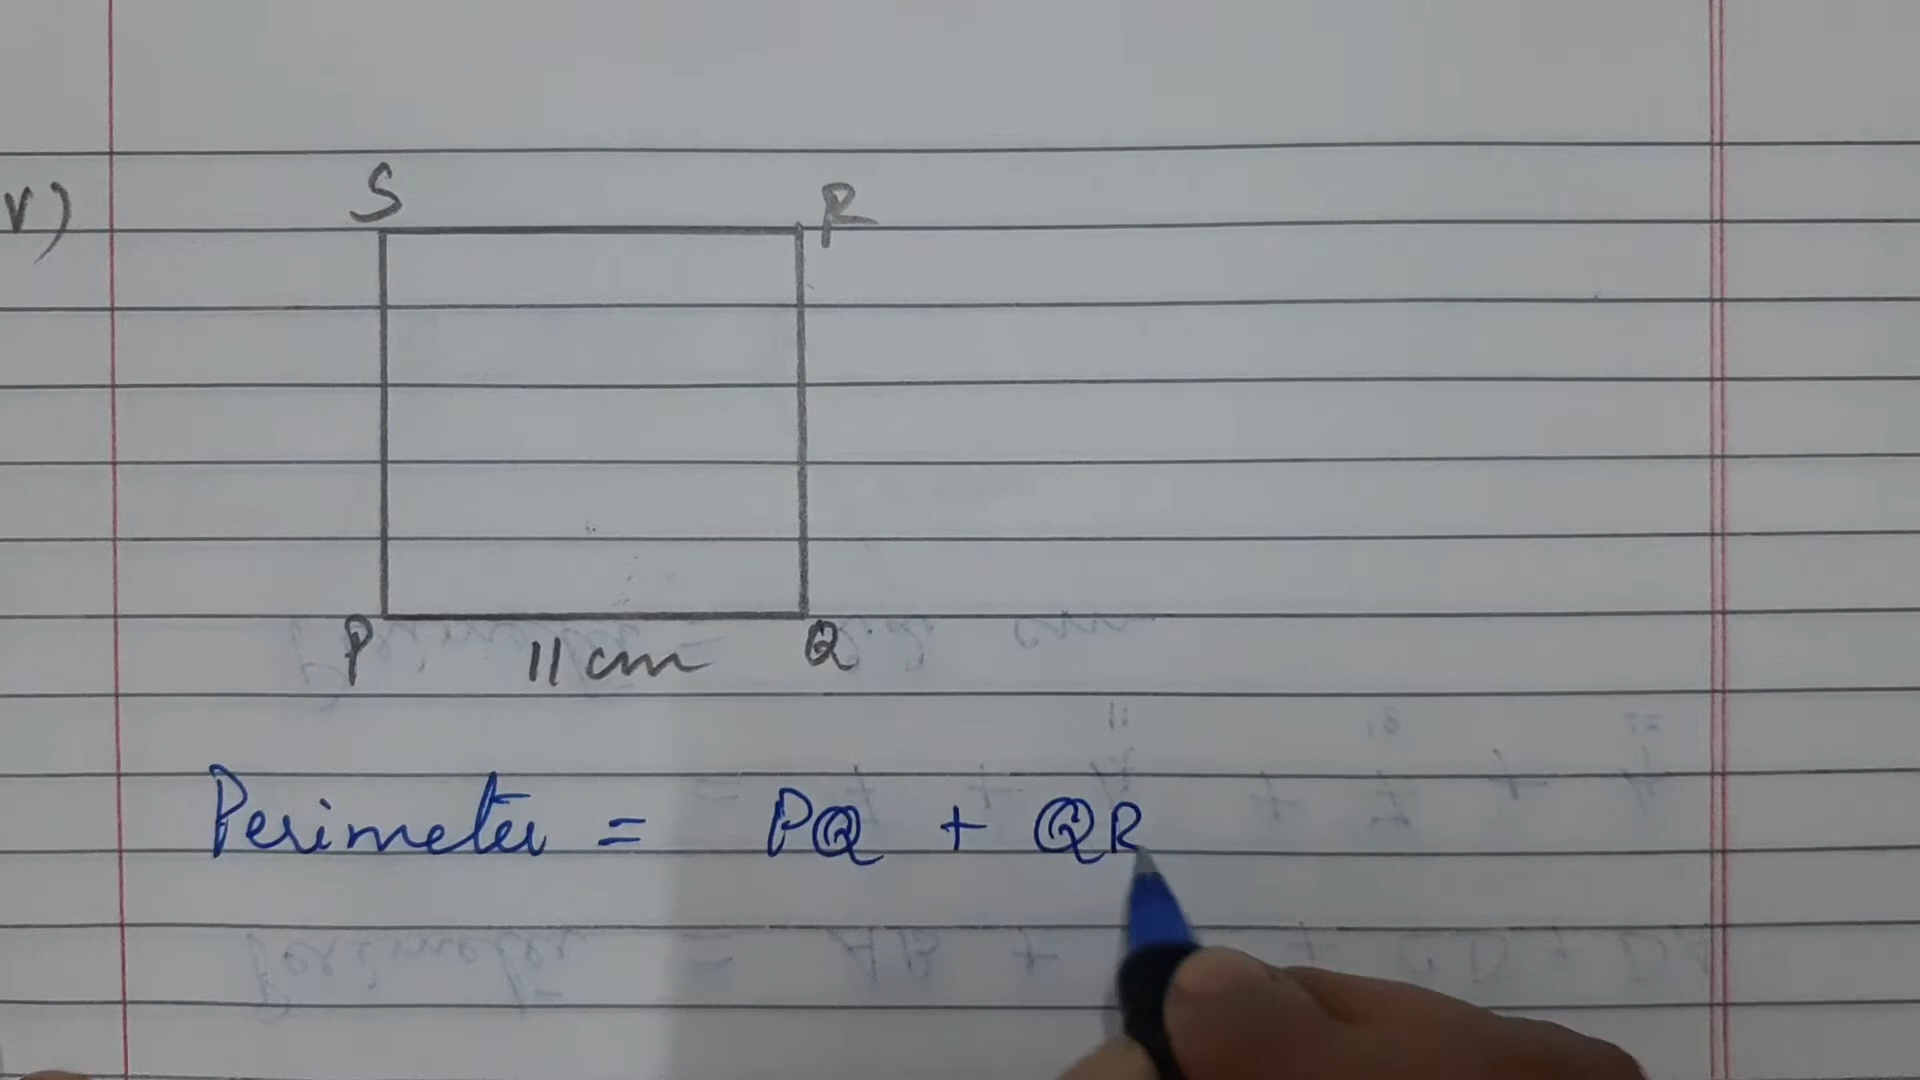 V)
S R
P 11 cm Q
Perimeter = PQ + QR